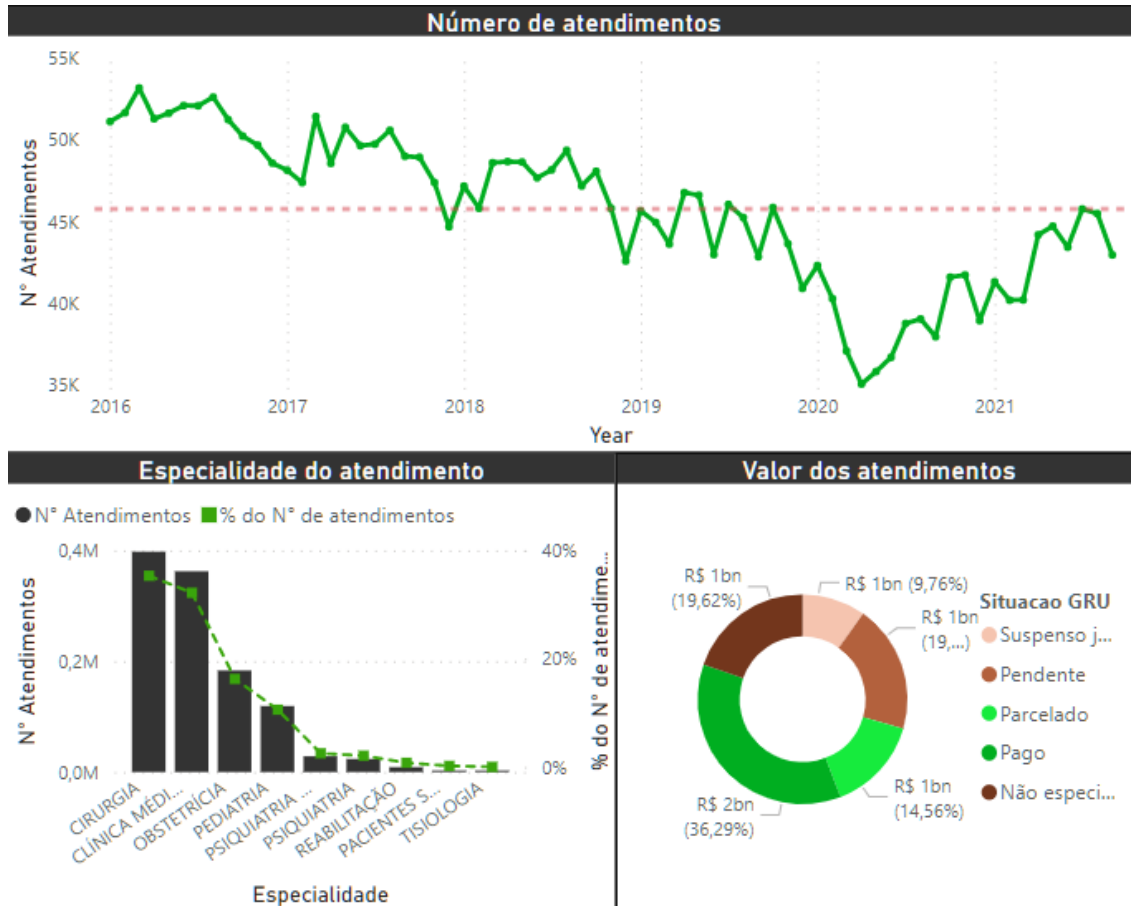 Número de atendimentos
55K
50K
45K
40K
35K
N° Atendimentos
2016 2017 2018 2019 2020 2021
Year
Especialidade do atendimento
N° Atendimentos % do N° de atendimentos
0,4M
0,2M
0,0M
N° Atendimentos
40%
20%
0%
% do N° de atendime...
CIRURGIA
CLÍNICA MÉDI...
OBSTETRÍCIA
PEDIATRIA
PSIQUIATRIA ...
PSIQUIATRIA
REABILITAÇÃO
PACIENTES S...
TISIOLOGIA
Especialidade
Valor dos atendimentos
R$ 1bn
(19,62%)
R$ 1bn (9,76%)
R$ 1bn
(19,...)
R$ 1bn
(14,56%)
R$ 2bn
(36,29%)
Situacao GRU
Suspenso j...
Pendente
Parcelado
Pago
Não especi...